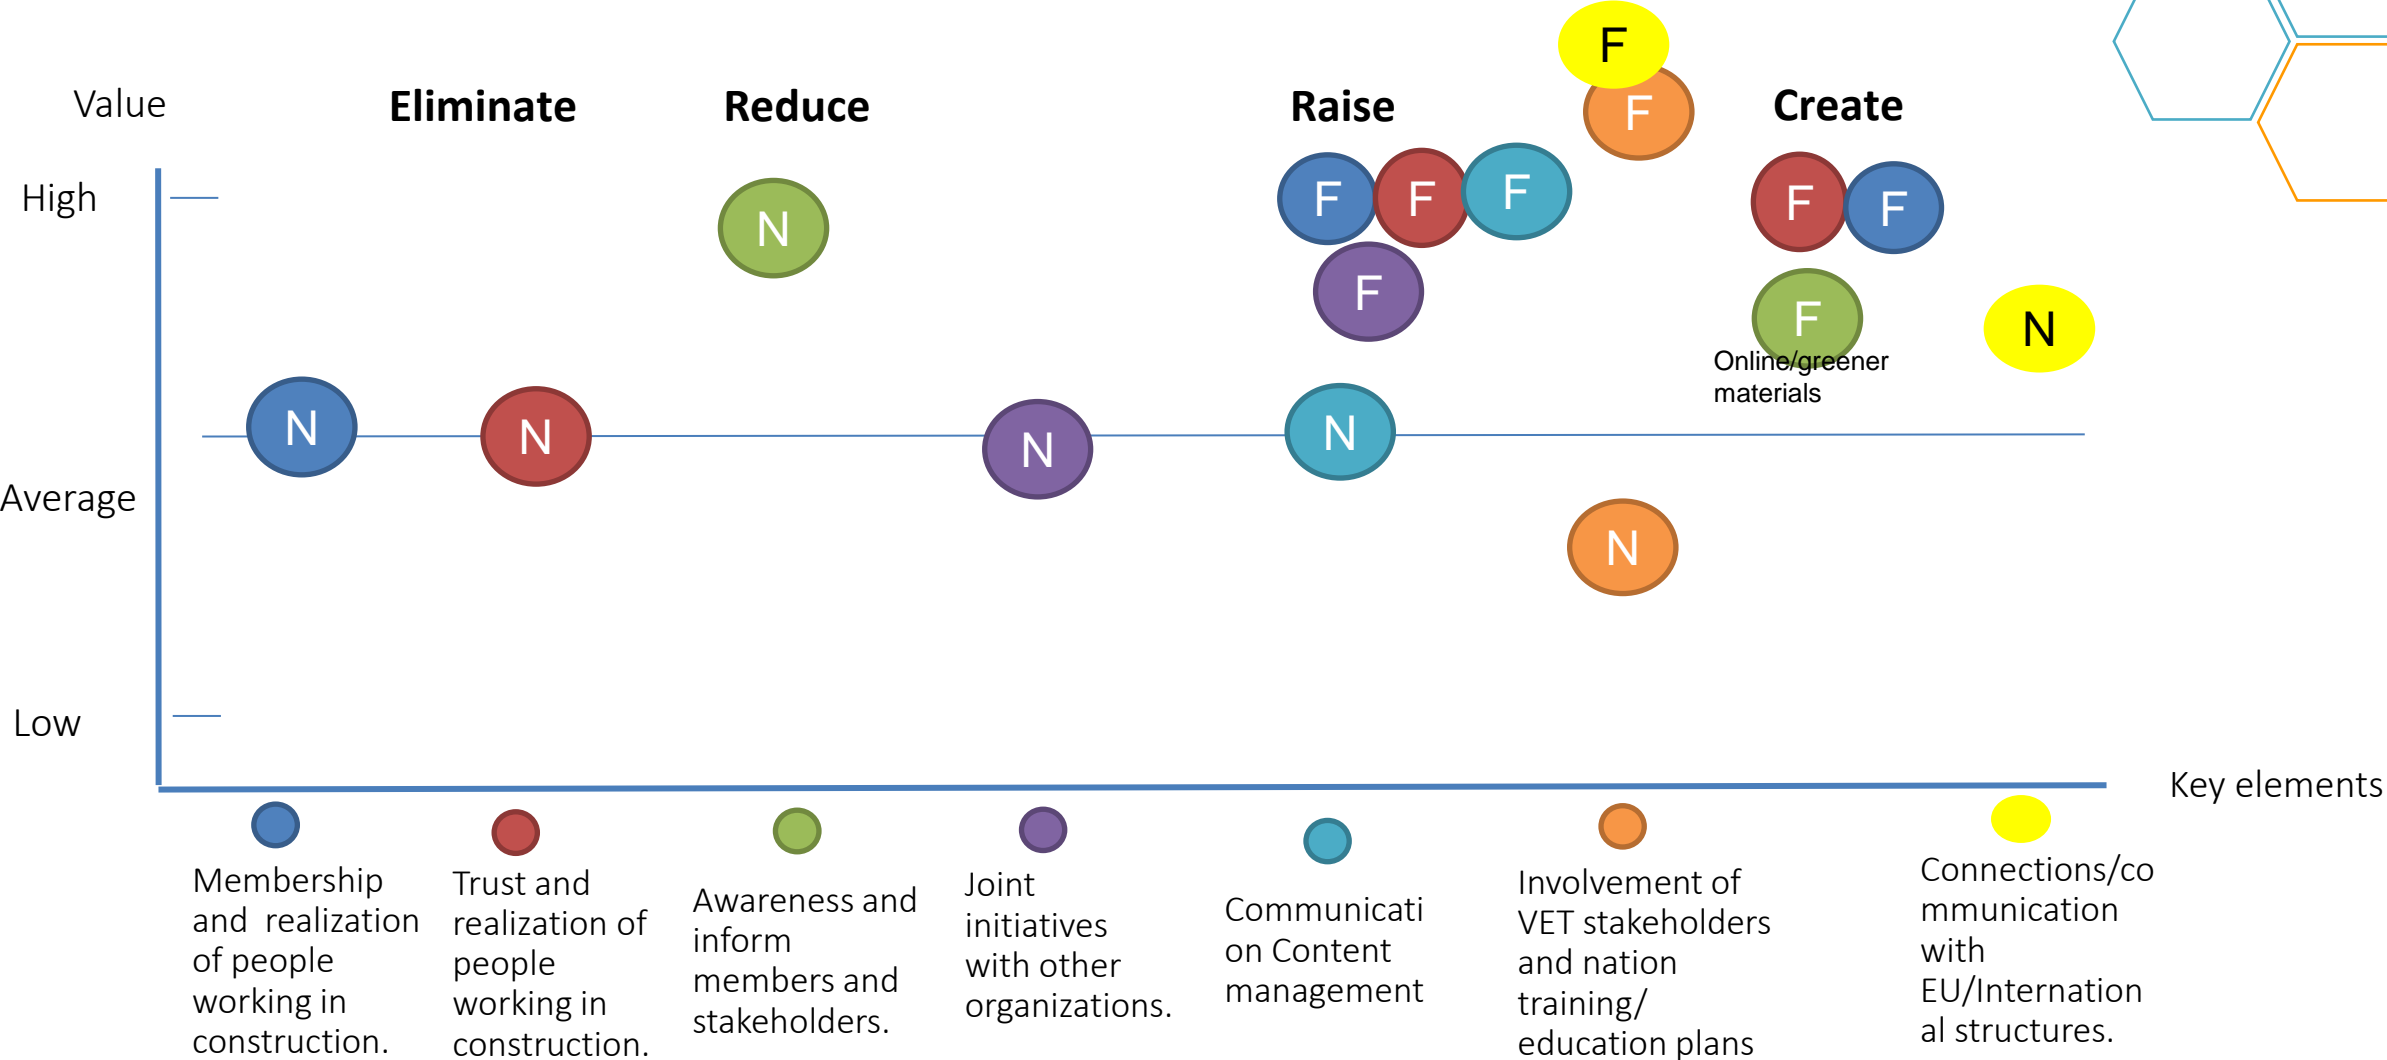 F
Value
Eliminate
Reduce
Raise
F
Create
High
N
F
F
F
F
F
F
F
N
Online/greener
materials
N
N
N
N
Average
N
Low
Key elements
Membership
and  realization
of people
working in
construction.
Trust and
realization of
people
working in
construction.
Awareness and
inform
members and
stakeholders.
Joint
initiatives
with other
organizations.
Communicati
on Content
management
Involvement of
VET stakeholders
and nation
training/
education plans
Connections/co
mmunication
with
EU/Internation
al structures.